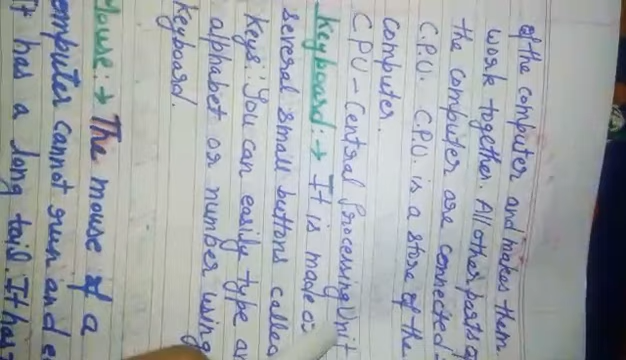 of the computer and makes them
work together. All other parts of
the computer are connected
C.P.U. C.P.U. is a store of the
computer.
C.P.U - Central Processing Unit
Keyboard:→ It is made of
several small buttons called
keys. You can easily type an
alphabet or number using
keyboard.
Mouse:→ The mouse of a
computer cannot run and
It has a long tail. It has